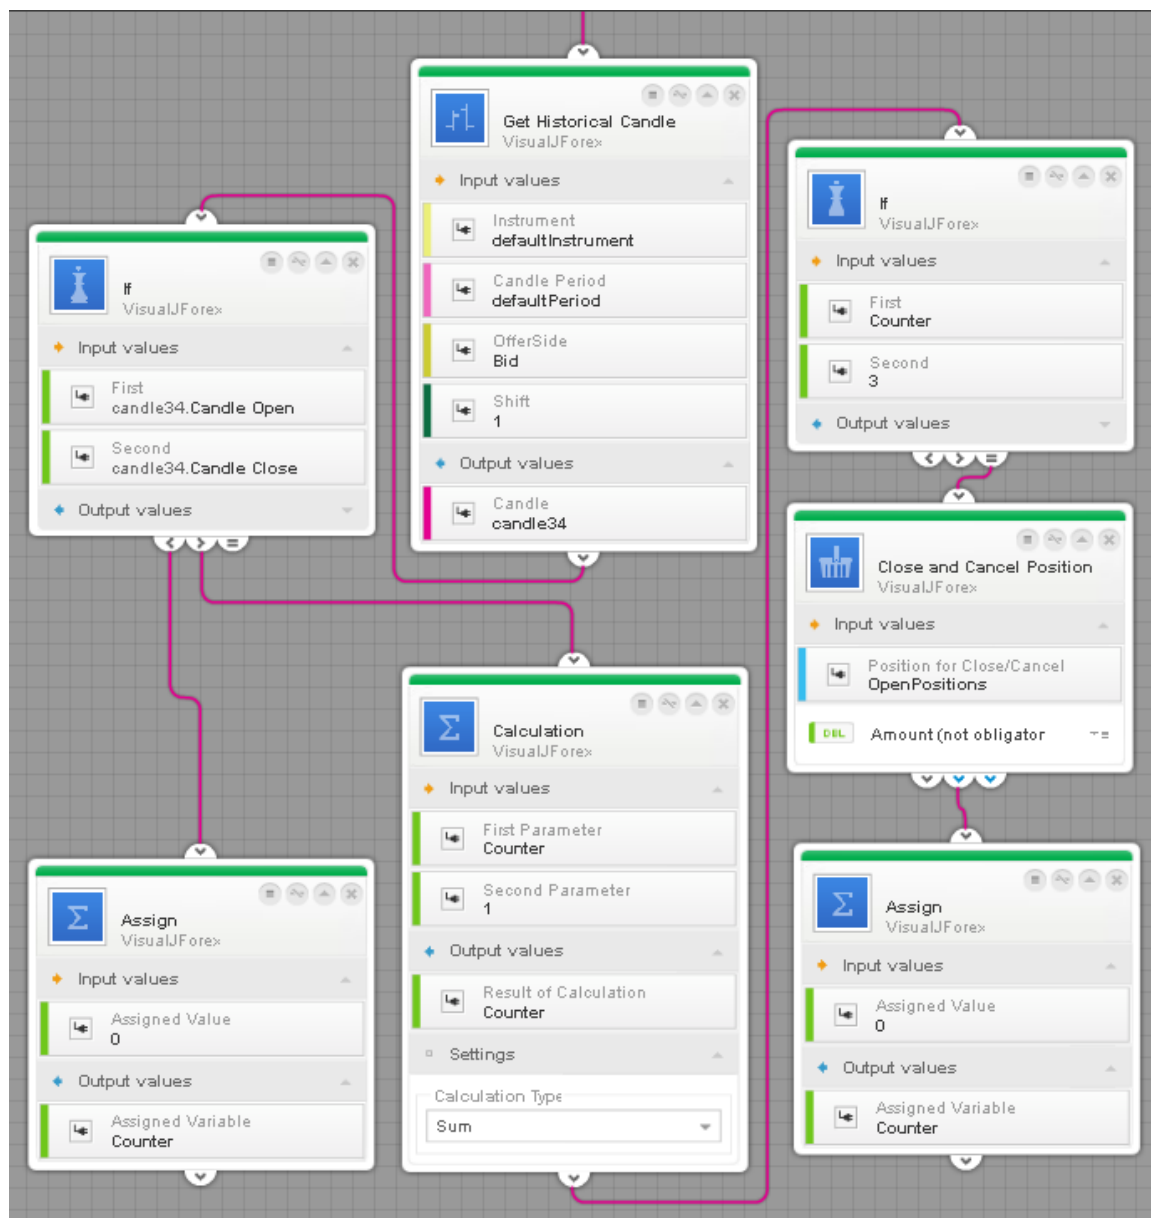 Get Historical Candle
VisualJForex
Input values
Instrument
defaultInstrument
Candle Period
defaultPeriod
OfferSide
Bid
Shift
1
Output values
Candle
candle34
If
VisualJForex
Input values
First
candle34.Candle Open
Second
candle34.Candle Close
Output values
<
>
=
Assign
VisualJForex
Input values
Assigned Value
0
Output values
Assigned Variable
Counter
Calculation
VisualJForex
Input values
First Parameter
Counter
Second Parameter
1
Output values
Result of Calculation
Counter
Settings
Calculation Type
Sum
If
VisualJForex
Input values
First
Counter
Second
3
Output values
<
>
=
Close and Cancel Position
VisualJForex
Input values
Position for Close/Cancel
OpenPositions
DBL Amount (not obligator
Assign
VisualJForex
Input values
Assigned Value
0
Output values
Assigned Variable
Counter